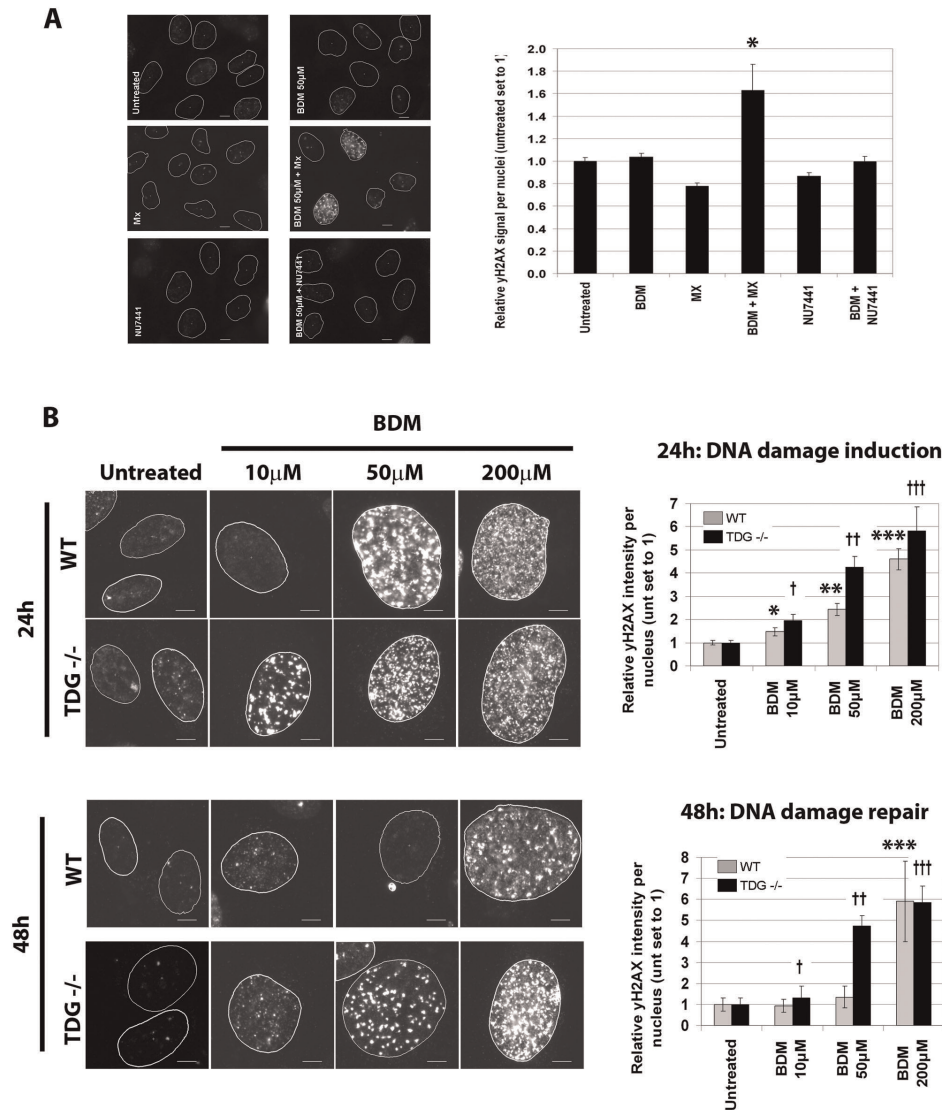 A
Untreated
BDM 50µM
Mx
BDM 50µM + Mx
NU7441
BDM 50µM + NU7441
Relative yH2AX signal per nuclei (untreated set to 1)
2.0
1.8
1.6
1.4
1.2
1.0
0.8
0.6
0.4
0.2
0.0
*
Untreated
BDM
MX
BDM + MX
NU7441
BDM +
NU7441
B
BDM
Untreated
10µM
50µM
200µM
24h
WT
TDG -/-
24h: DNA damage induction
Relative yH2AX intensity per
nucleus (unt set to 1)
7
6
5
4
3
2
1
0
WT
TDG -/-
*
†
**
††
***
†††
Untreated
BDM
10µM
BDM
50µM
BDM
200µM
48h
WT
TDG -/-
48h: DNA damage repair
Relative yH2AX intensity per
nucleus (unt set to 1)
8
7
6
5
4
3
2
1
0
WT
TDG -/-
†
††
***
†††
Untreated
BDM
10µM
BDM
50µM
BDM
200µM